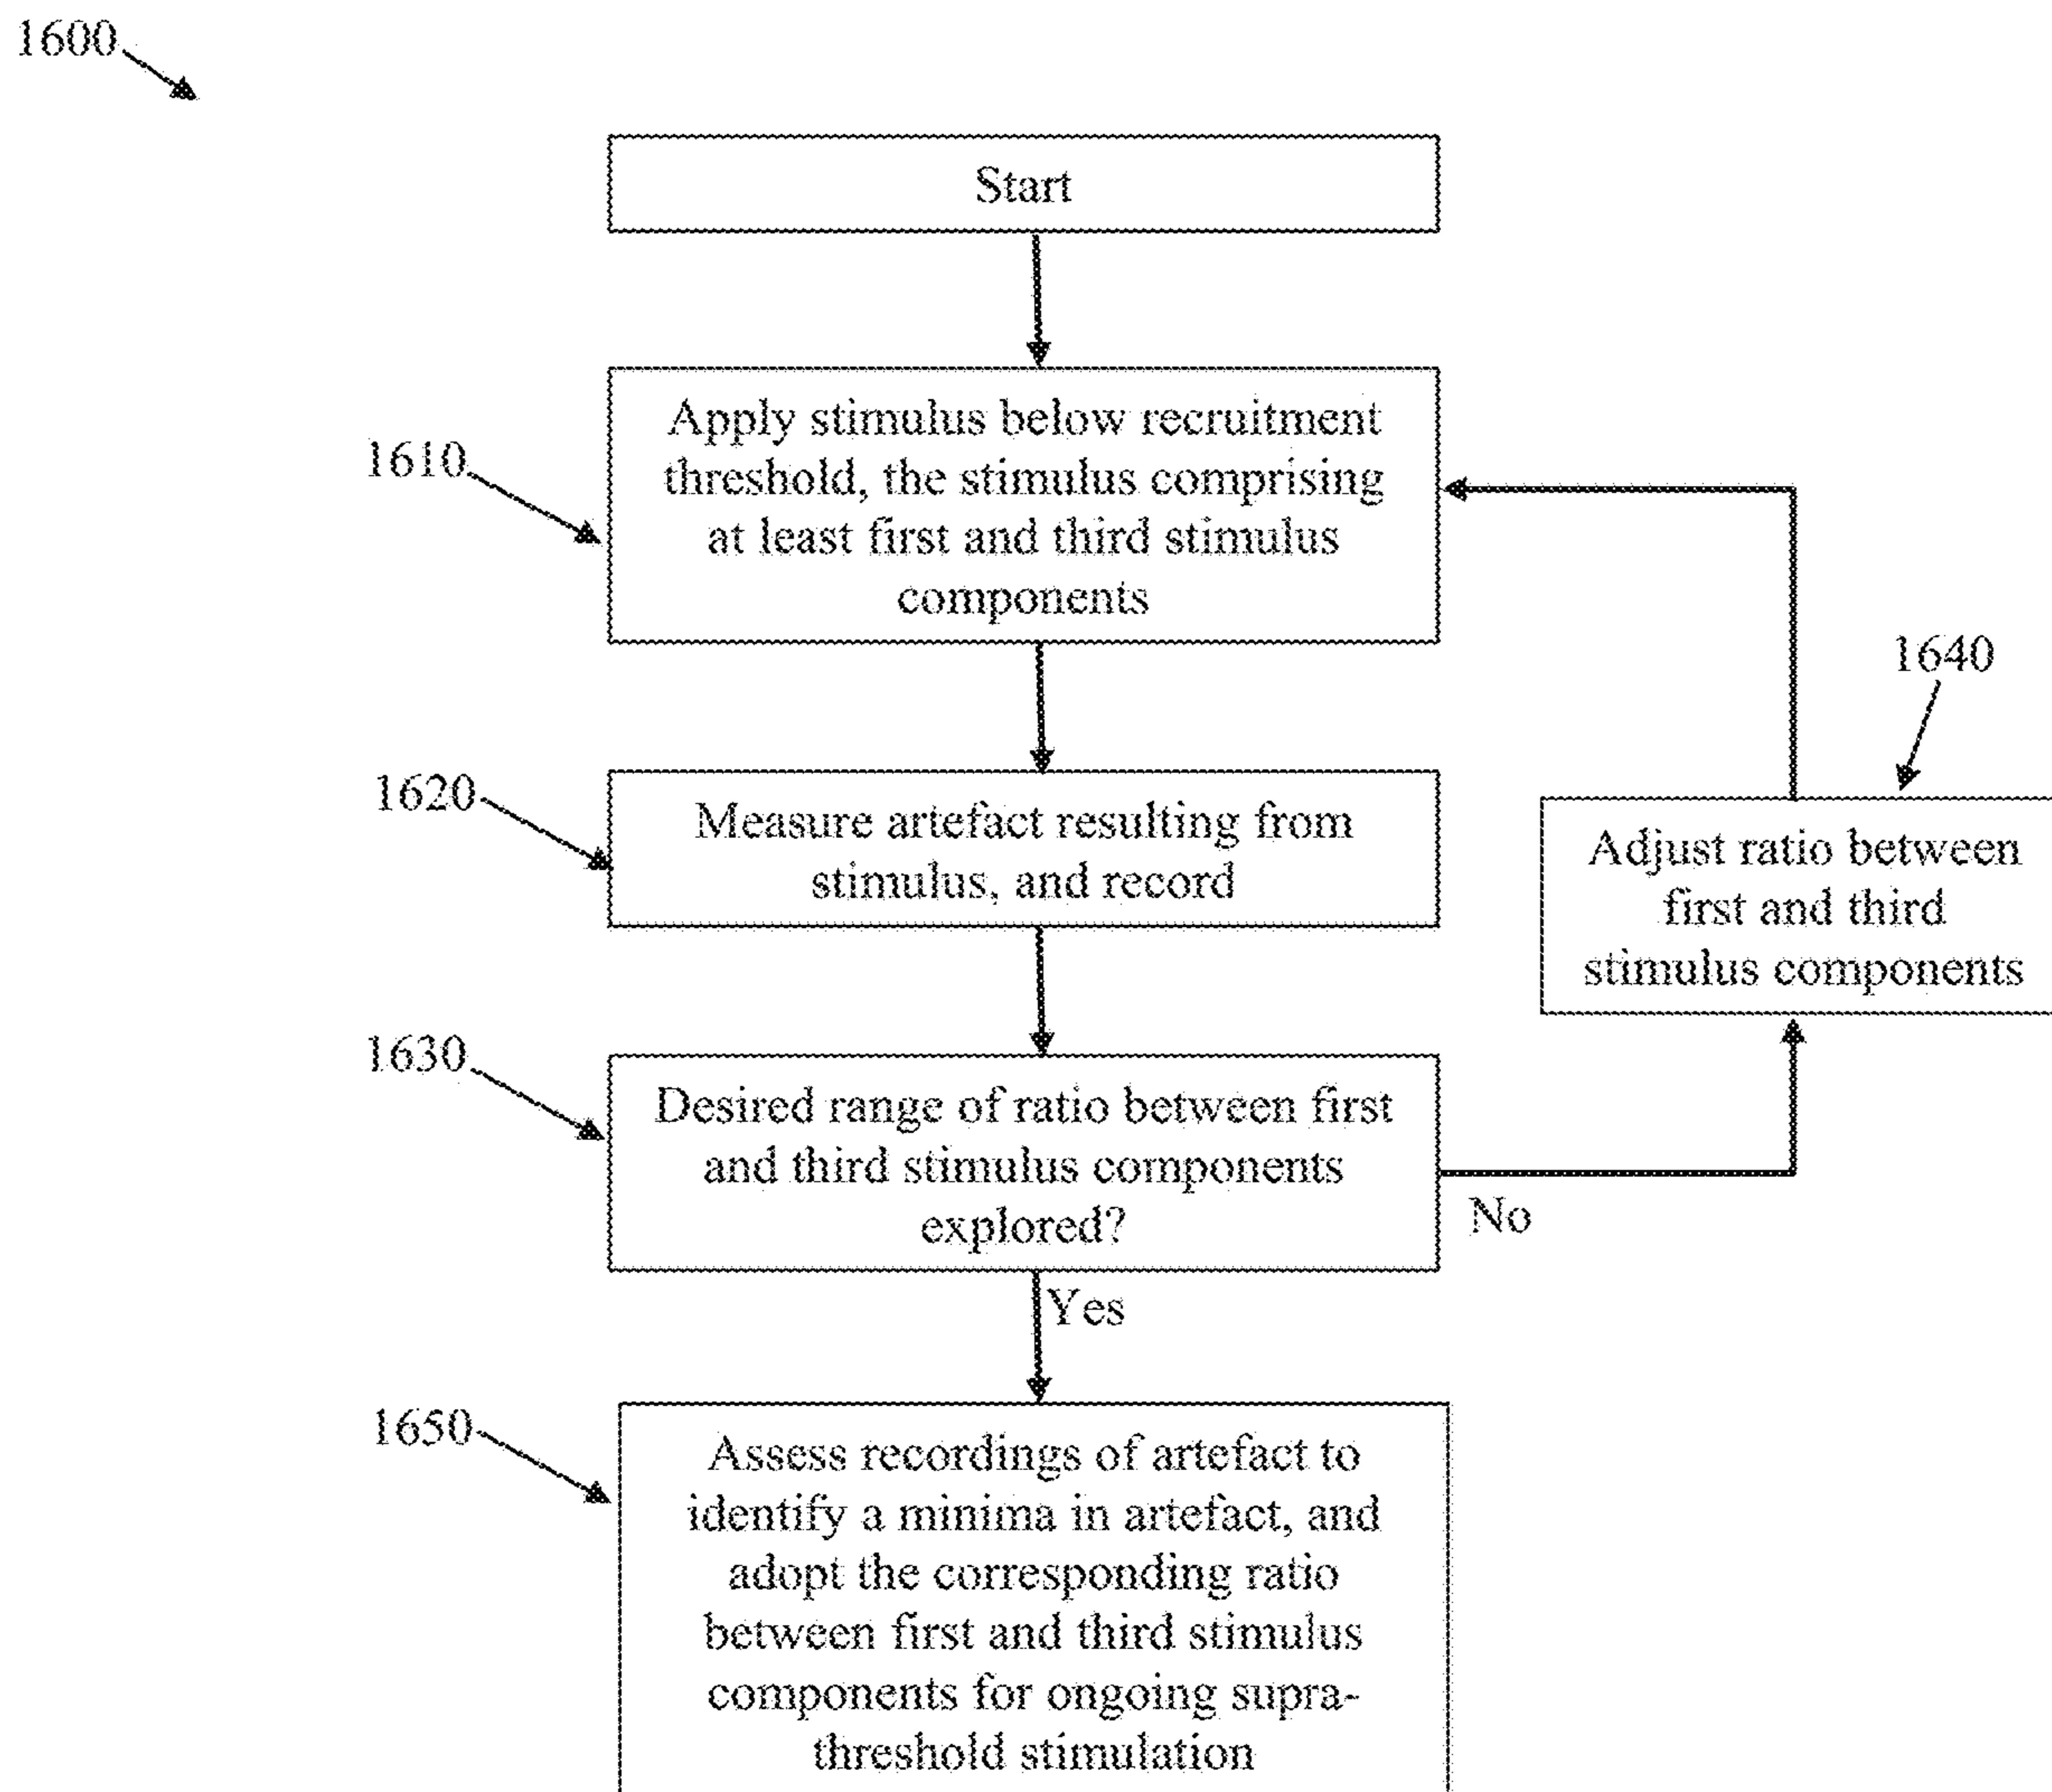 1600
Start
1610
Apply stimulus below recruitment
threshold, the stimulus comprising
at least first and third stimulus
components
1640
1620
Measure artefact resulting from
stimulus, and record
Adjust ratio between
first and third
stimulus components
1630
Desired range of ratio between first
and third stimulus components
explored?
No
Yes
1650
Assess recordings of artefact to
identify a minima in artefact, and
adopt the corresponding ratio
between first and third stimulus
components for ongoing supra-
threshold stimulation